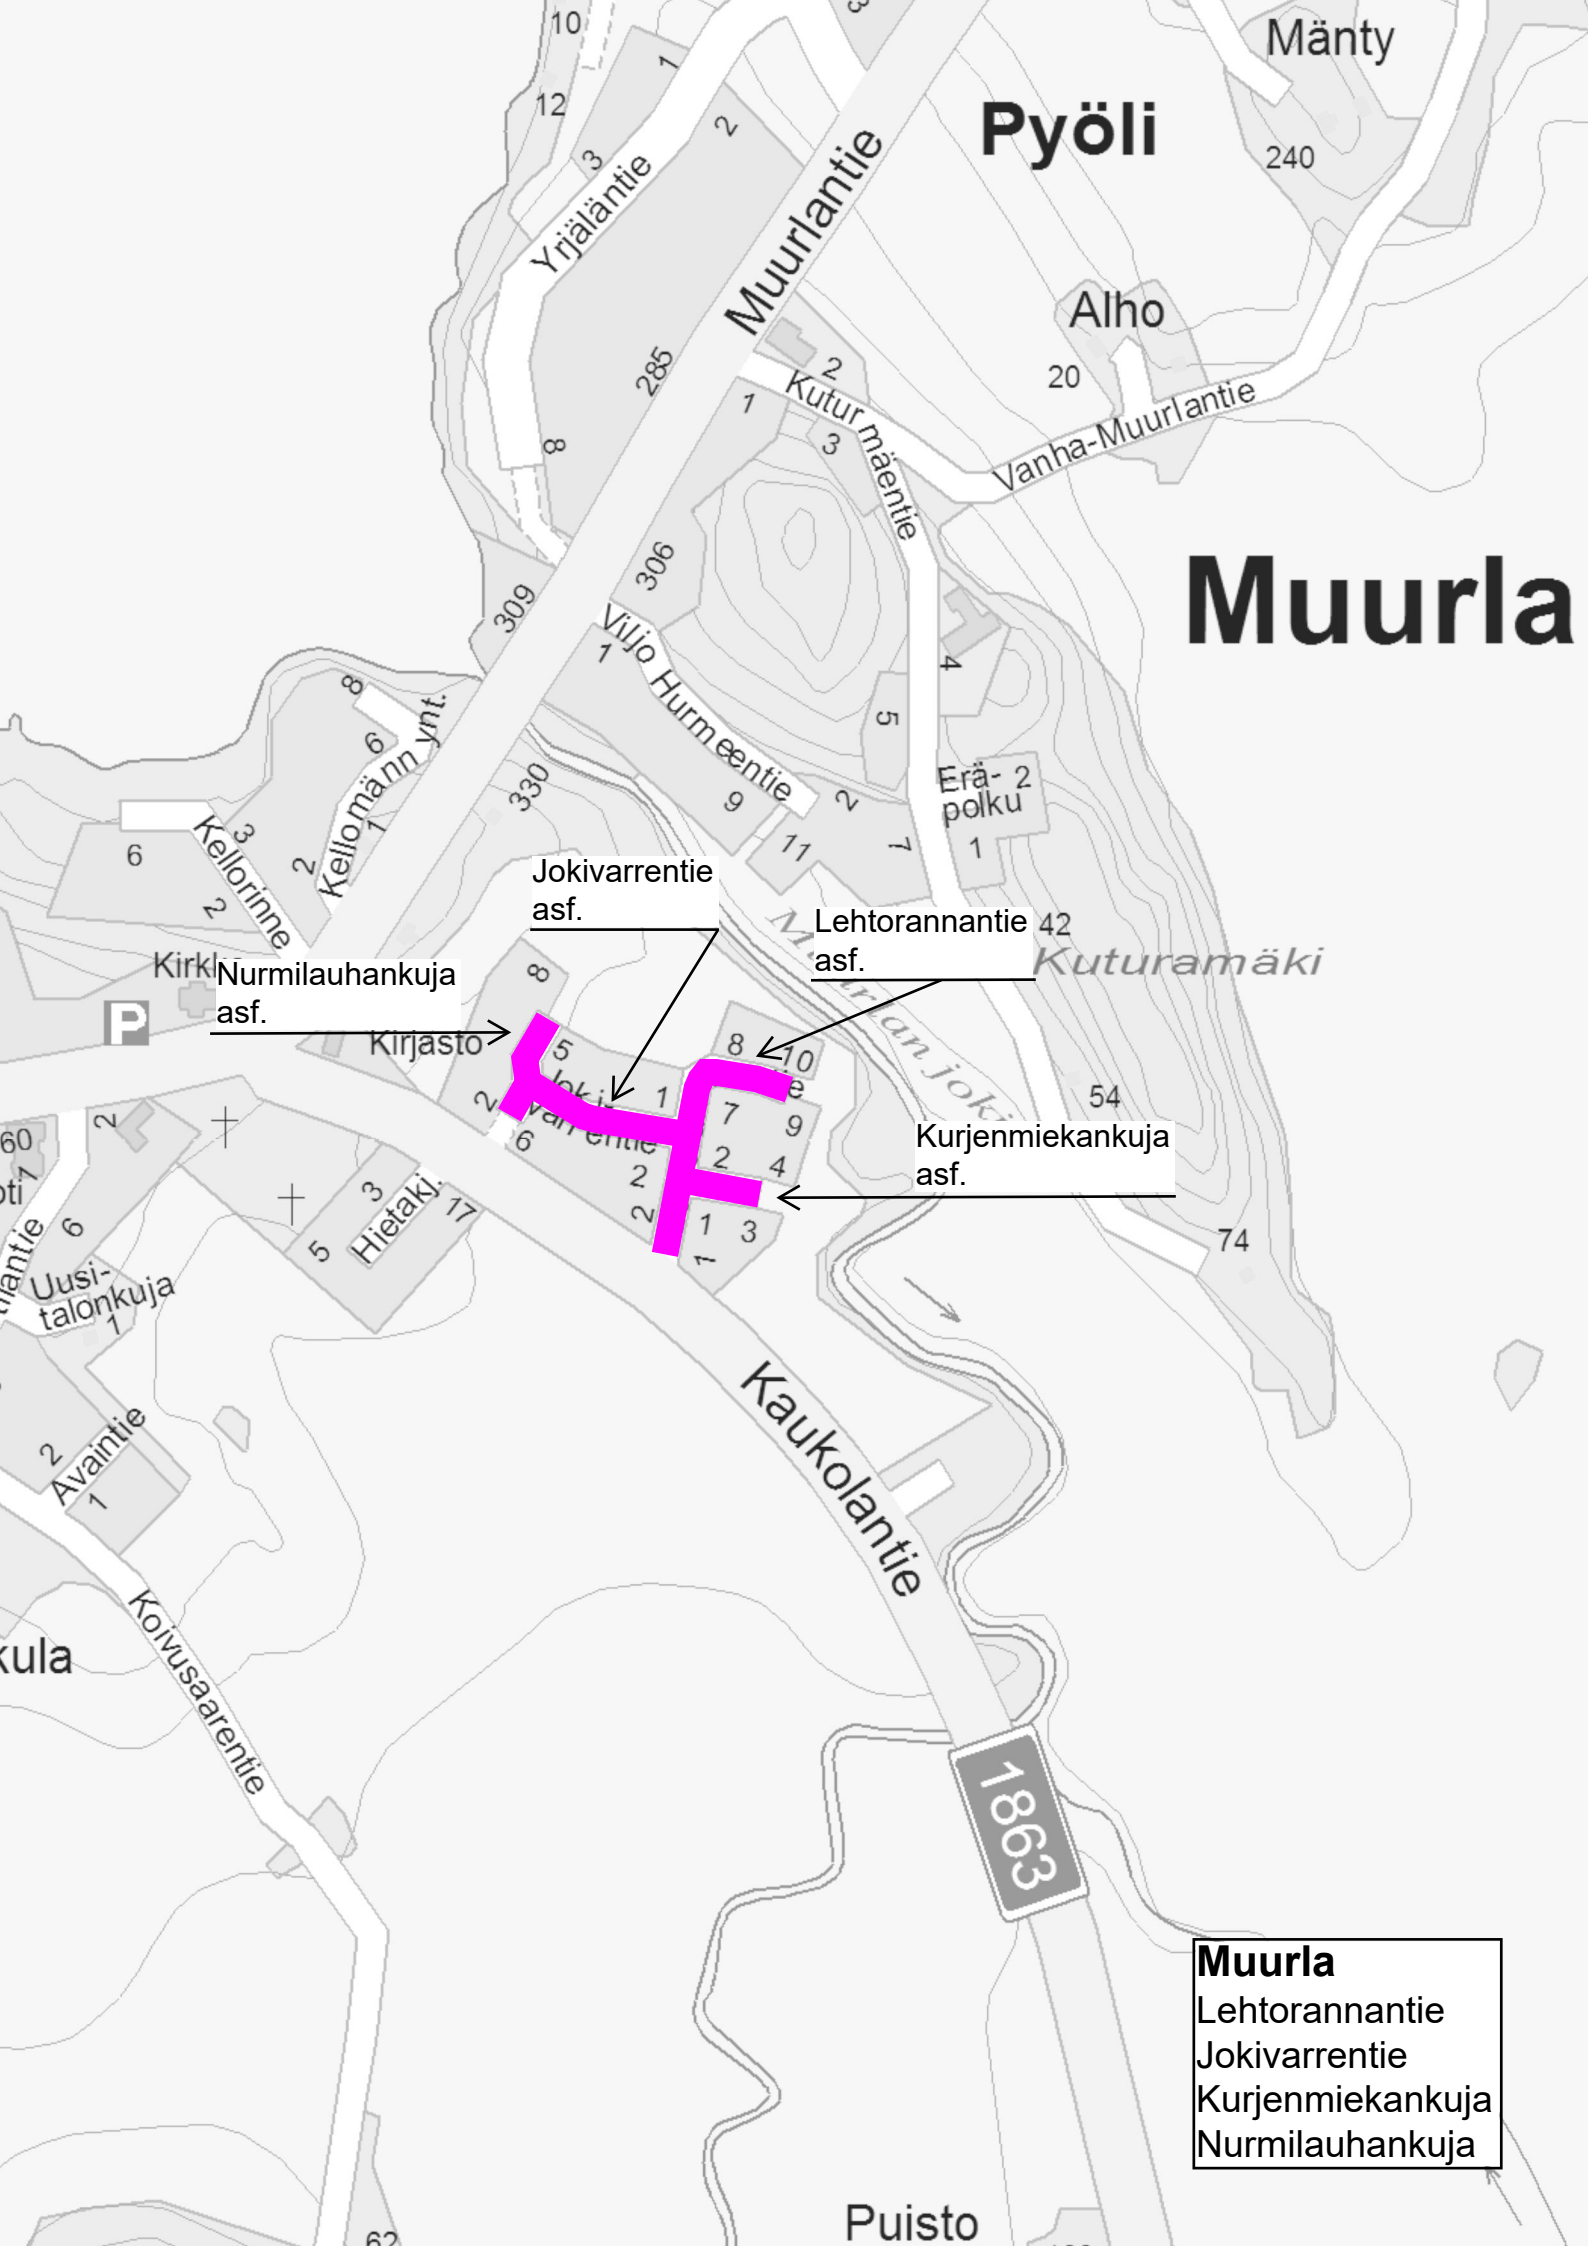 10
3
Mänty
1
12
2
Pyöli
3
240
Yrjäläntie
Muurlantie
Alho
285
2
20
1
Kuturmäentie
3
Vanha-Muurlantie
8
306
309
Muurla
Viljo Hurmeentie
1
4
8
5
Kellomänn ynt.
6
330
Erä-
polku
2
9
2
3
1
6
Kellorinne
2
11
7
1
Jokivarrentie
asf.
2
Lehtorannantie
asf.
42
Kuturamäki
Nurmilauhankuja
asf.
8
P
Kirjasto
5
8
10
54
2
1
7
9
2
60
6
Kurjenmiekankuja
asf.
1
3
2
2
4
17
Hietakj.
2
1
3
6
5
1
74
Uusi-
talonkuja
1
Kaukolantie
2
Avaintie
1
Koivusaarentie
1863
Muurla
Lehtorannantie
Jokivarrentie
Kurjenmiekankuja
Nurmilauhankuja
Puisto
62